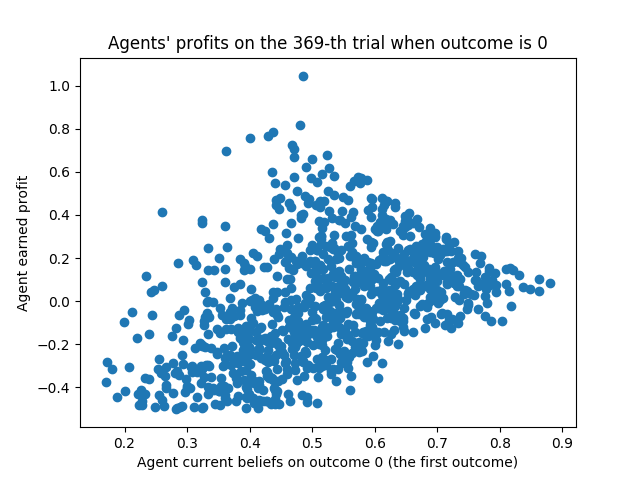 Agents' profits on the 369-th trial when outcome is 0
1.0
0.8
0.6
0.4
0.2
0.0
−0.2
−0.4
Agent earned profit
0.2 0.3 0.4 0.5 0.6 0.7 0.8 0.9
Agent current beliefs on outcome 0 (the first outcome)